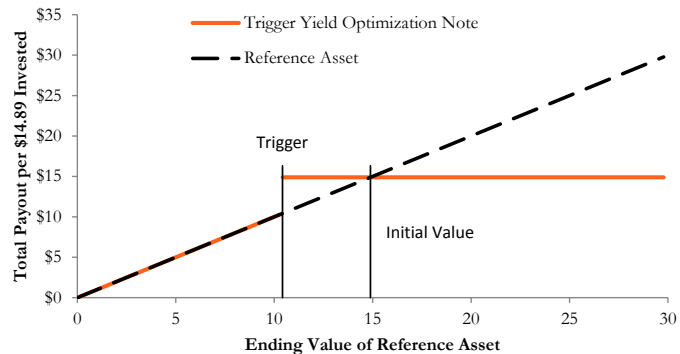 Trigger Yield Optimization Note
Reference Asset
$35
$30
$25
$20
$15
$10
$5
$0
Total Payout per $14.89 Invested
Trigger
Initial Value
0 5 10 15 20 25 30
Ending Value of Reference Asset